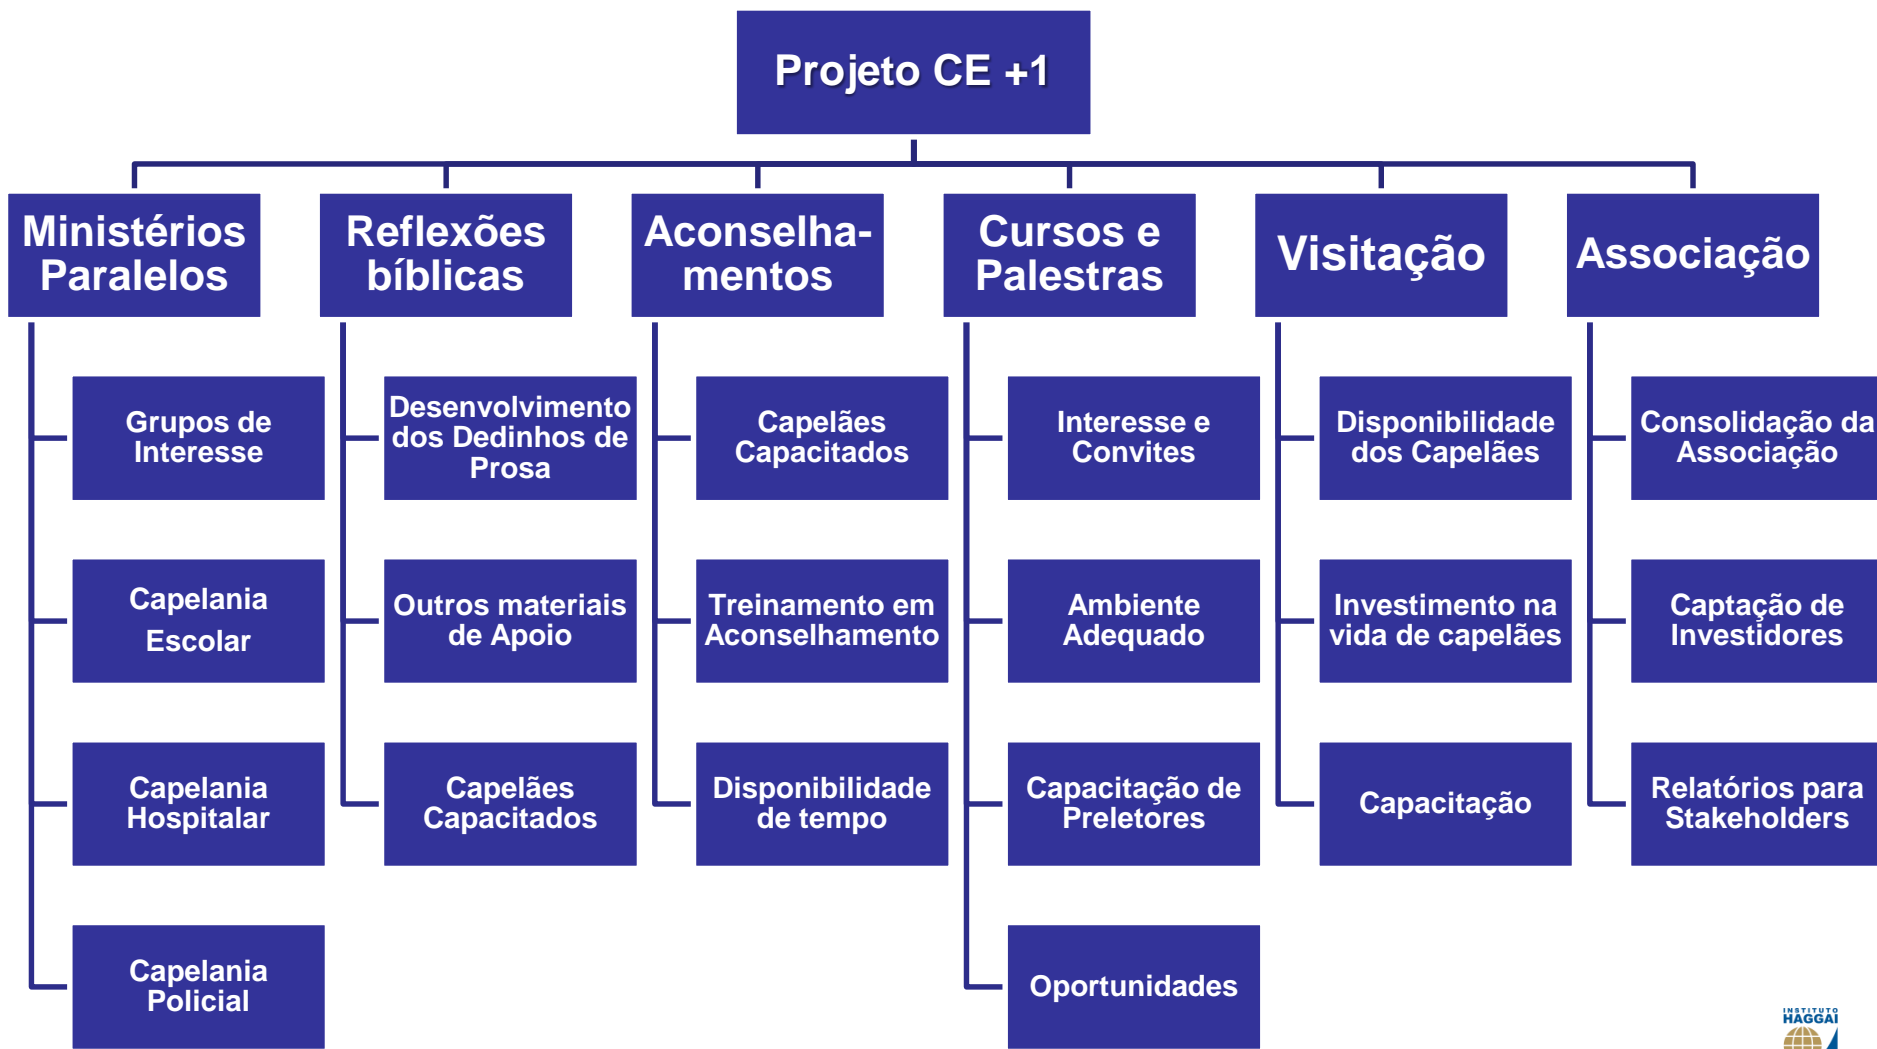 Projeto CE +1
Ministérios
Paralelos
Reflexões
bíblicas
Aconselha-
mentos
Cursos e
Palestras
Visitação
Associação
Grupos de
Interesse
Capelania
Escolar
Capelania
Hospitalar
Capelania
Policial
Desenvolvimento
dos Dedinhos de
Prosa
Outros materiais
de Apoio
Capelães
Capacitados
Capelães
Capacitados
Treinamento em
Aconselhamento
Disponibilidade
de tempo
Interesse e
Convites
Ambiente
Adequado
Capacitação de
Preletores
Oportunidades
Disponibilidade
dos Capelães
Investimento na
vida de capelães
Capacitação
Consolidação da
Associação
Captação de
Investidores
Relatórios para
Stakeholders
INSTITUTO
HAGGAI